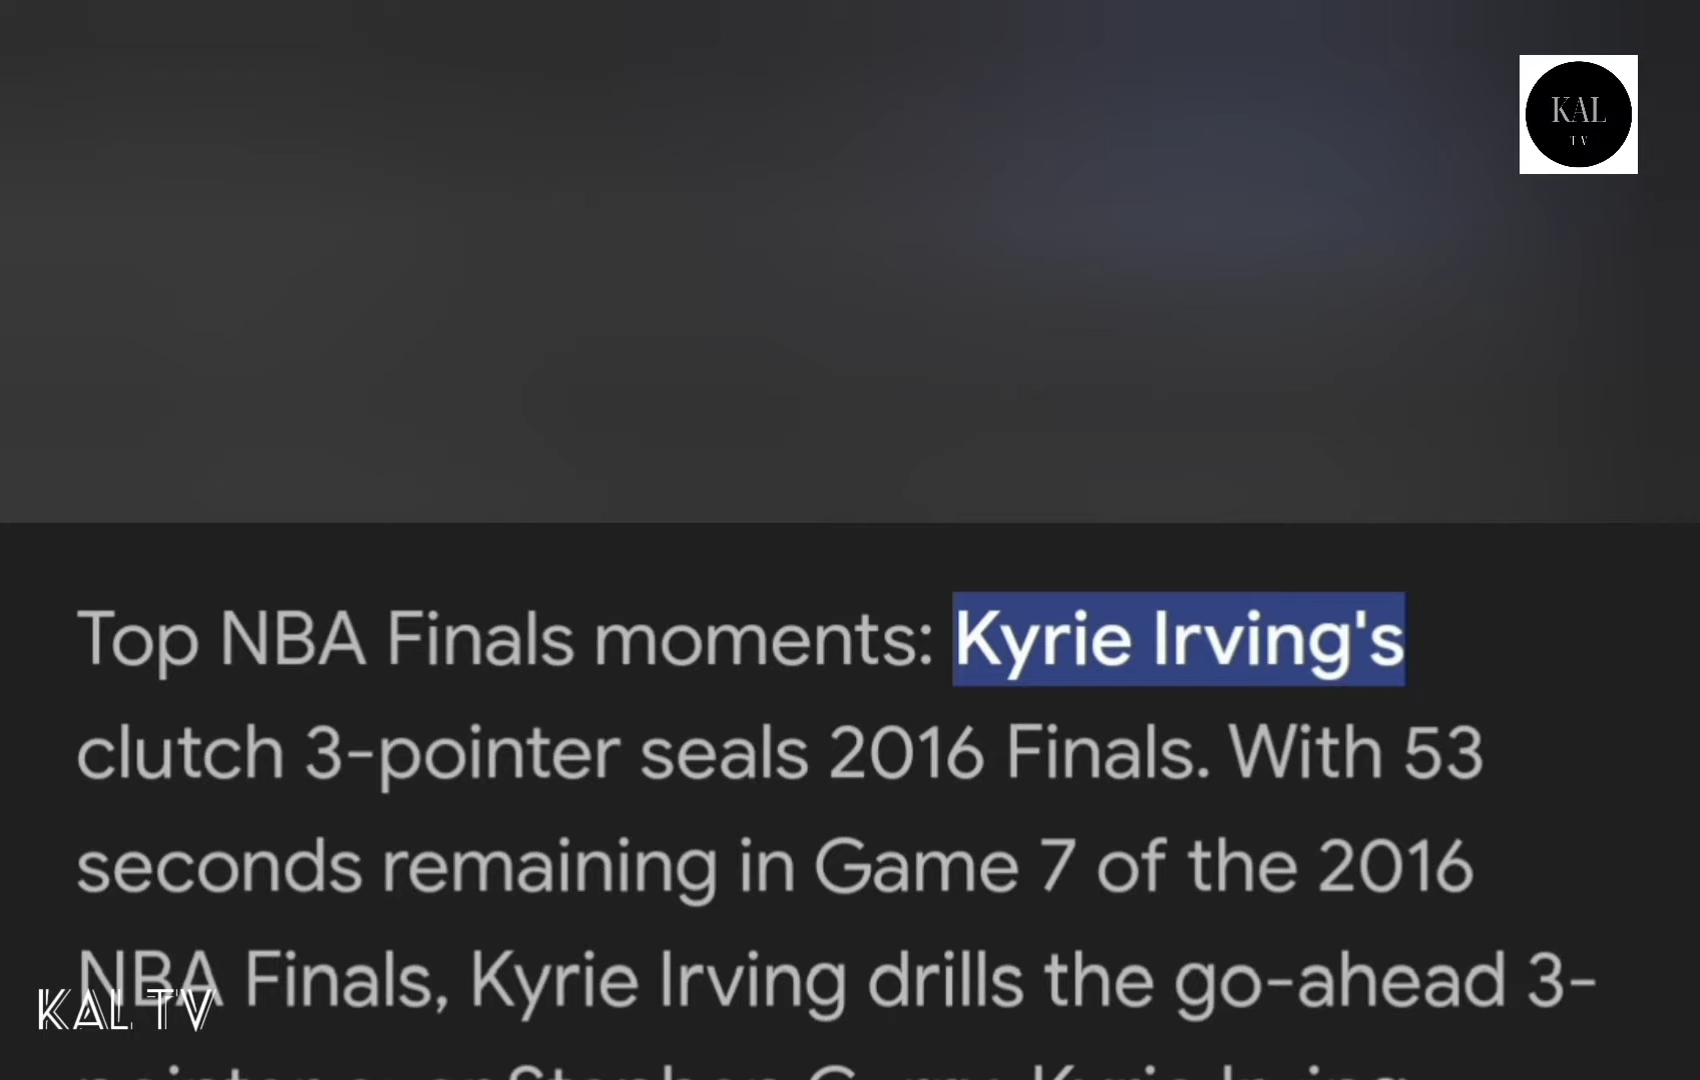 KAL
TV
Top NBA Finals moments: Kyrie Irving's
clutch 3-pointer seals 2016 Finals. With 53
seconds remaining in Game 7 of the 2016
NBA Finals, Kyrie Irving drills the go-ahead 3-
KAL TV